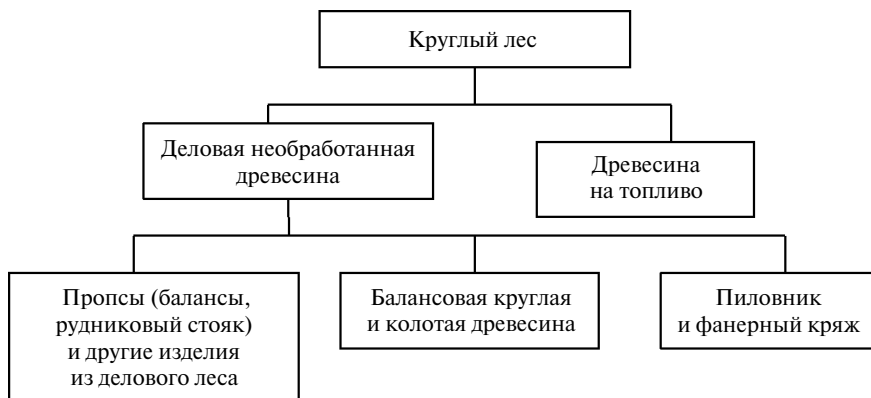 Круглый лес
Деловая необработанная
древесина
Древесина
на топливо
Пропсы (балансы,
рудниковый стояк)
и другие изделия
из делового леса
Балансовая круглая
и колотая древесина
Пиловник
и фанерный кряж